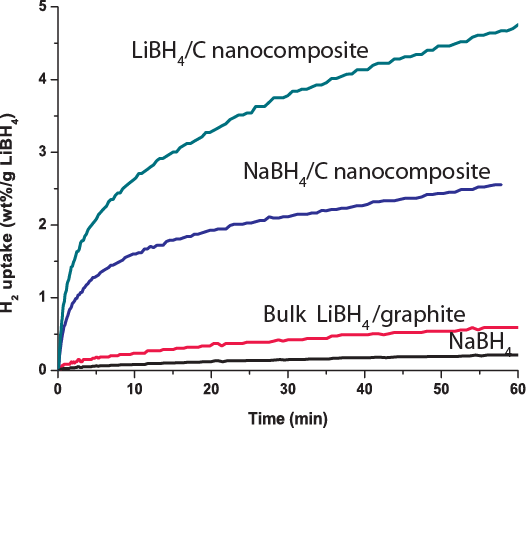 5
LiBH4/C nanocomposite
4
H2 uptake (wt%/g LiBH4)
3
NaBH4/C nanocomposite
2
1
Bulk LiBH4/graphite
NaBH4
0
0 10 20 30 40 50 60
Time (min)